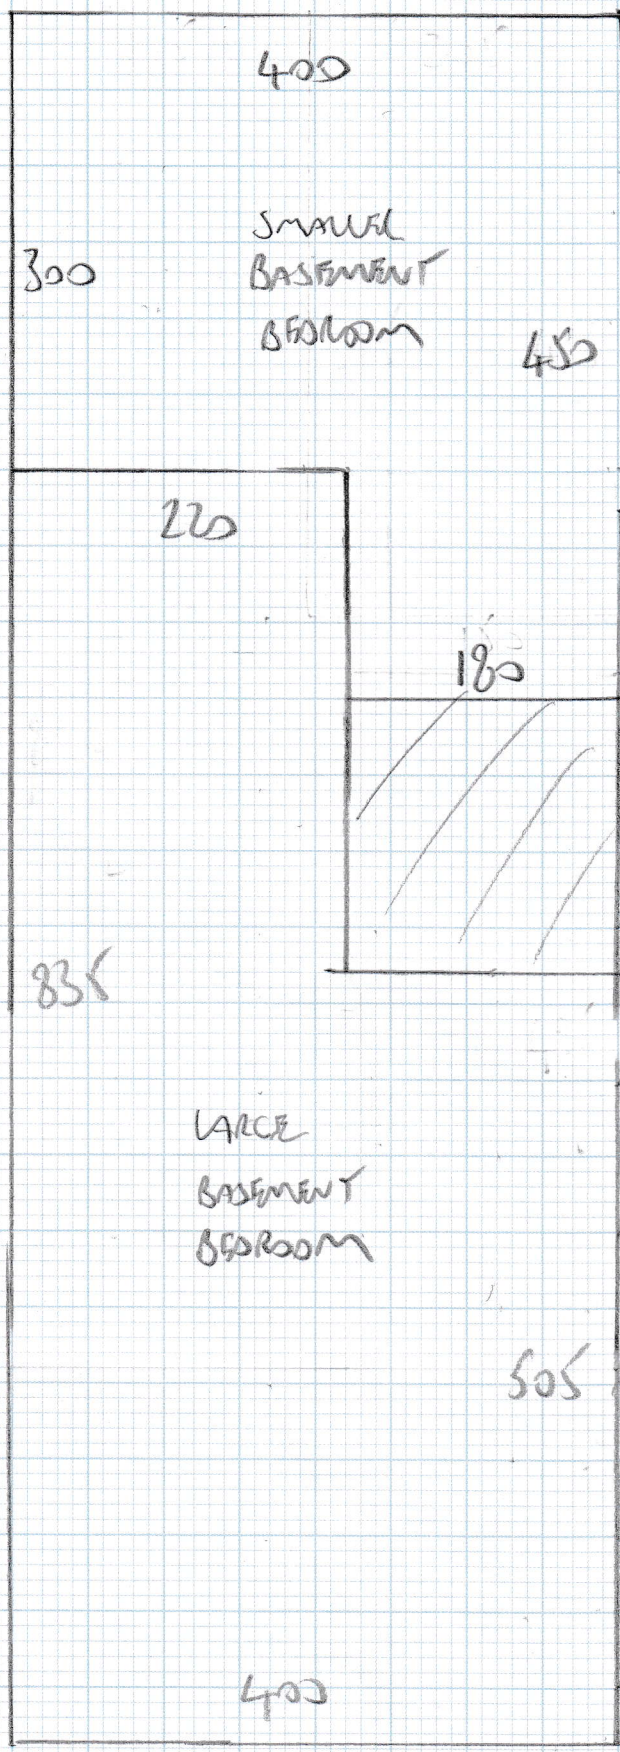 400
SMALLER
BASEMENT
BEDROOM
300
450
220
180
835
LARGE
BASEMENT
BEDROOM
505
400